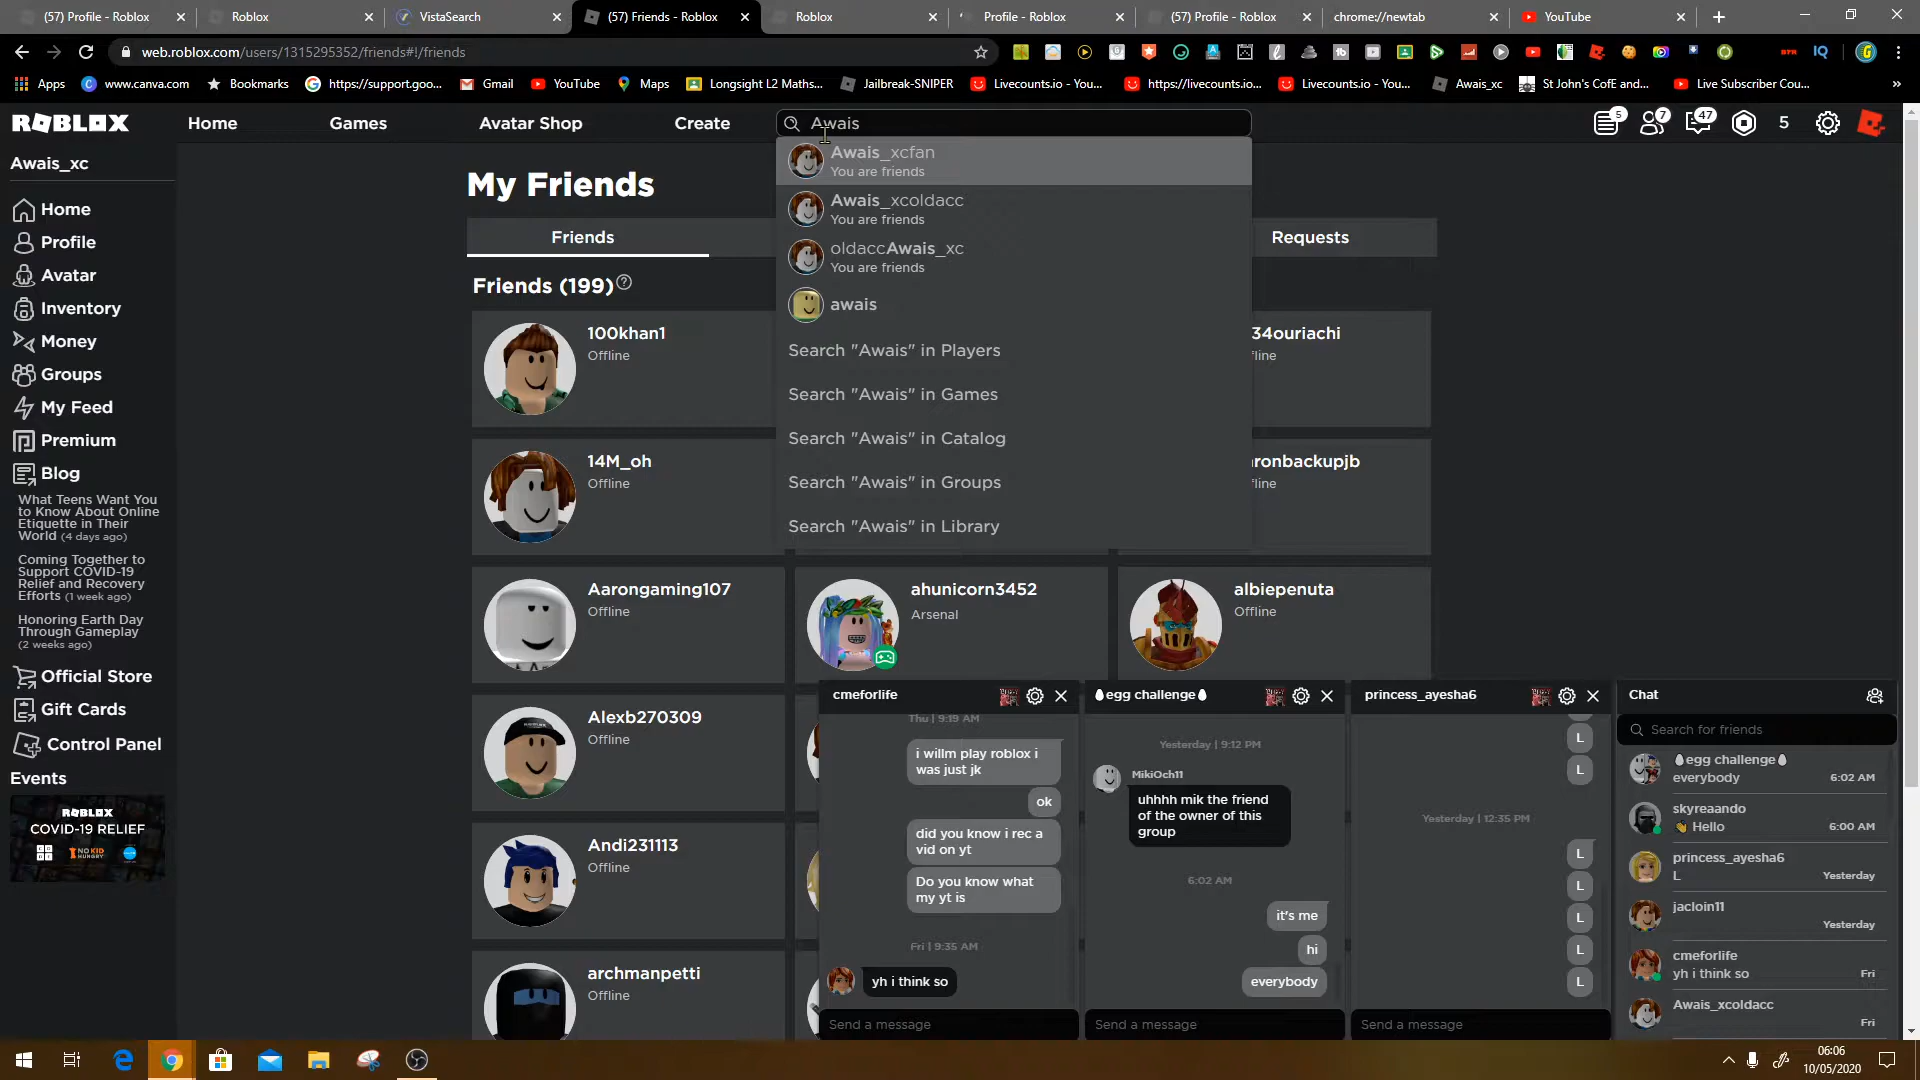 (57) Profile - Roblox
Roblox
VistaSearch
(57) Friends - Roblox
Roblox
Profile - Roblox
(57) Profile - Roblox
chrome://newtab
YouTube
web.roblox.com/users/1315295352/friends#!/friends
Apps
www.canva.com
Bookmarks
https://support.goo...
Gmail
YouTube
Maps
Longsight L2 Maths...
Jailbreak-SNIPER
Livecounts.io - You...
https://livecounts.io...
Livecounts.io - You...
Awais_xc
St John's CofE and...
Live Subscriber Cou...
ROBLOX
Home
Games
Avatar Shop
Create
Awais
5
7
47
5
Awais_xc
Home
Profile
Avatar
Inventory
Money
Groups
My Feed
Premium
Blog
What Teens Want You
to Know About Online
Etiquette in Their
World (4 days ago)
Coming Together to
Support COVID-19
Relief and Recovery
Efforts (1 week ago)
Honoring Earth Day
Through Gameplay
(2 weeks ago)
Official Store
Gift Cards
Control Panel
Events
ROBLOX
COVID-19 RELIEF
NO KID
HUNGRY
My Friends
Friends
Requests
Friends (199)
Awais_xcfan
You are friends
Awais_xcoldacc
You are friends
oldaccAwais_xc
You are friends
awais
Search "Awais" in Players
Search "Awais" in Games
Search "Awais" in Catalog
Search "Awais" in Groups
Search "Awais" in Library
100khan1
Offline
34ouriachi
fline
14M_oh
Offline
ronbackupjb
fline
Aarongaming107
Offline
ahunicorn3452
Arsenal
albiepenuta
Offline
Alexb270309
Offline
Andi231113
Offline
archmanpetti
Offline
cmeforlife
Thu | 9:19 AM
i willm play roblox i
was just jk
ok
did you know i rec a
vid on yt
Do you know what
my yt is
Fri | 9:35 AM
yh i think so
Send a message
egg challenge
Yesterday | 9:12 PM
MikiOch11
uhhhh mik the friend
of the owner of this
group
6:02 AM
it's me
hi
everybody
Send a message
princess_ayesha6
L
L
Yesterday | 12:35 PM
L
L
L
L
L
Send a message
Chat
Search for friends
egg challenge
everybody
6:02 AM
skyreaando
Hello
6:00 AM
princess_ayesha6
L
Yesterday
jacloin11
Yesterday
cmeforlife
yh i think so
Fri
Awais_xcoldacc
Fri
06:06
10/05/2020